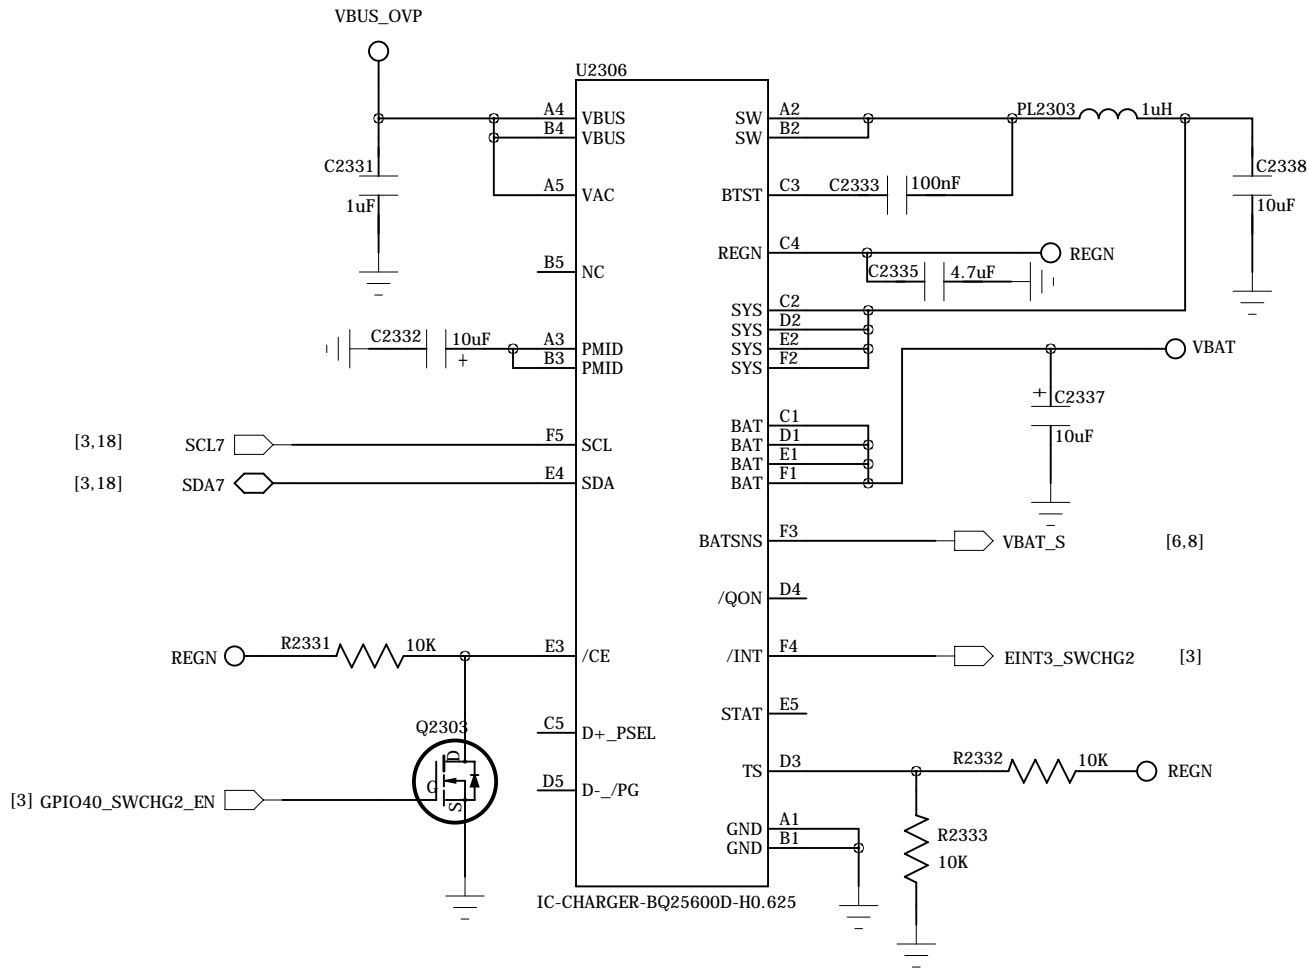 VBUS_OVP
U2306
A4 VBUS SW A2 PL2303 1uH
B4 VBUS SW B2
C2331 C2338
1uF A5 VAC BTST C3 C2333 100nF 10uF
B5 NC REGN C4 REGN
C2335 4.7uF
C2332 10uF
+
A3 PMID
B3 PMID
SYS C2
SYS D2
SYS E2
SYS F2
VBAT
+ C2337
10uF
BAT C1
BAT D1
BAT E1
BAT F1
[3,18] SCL7 F5 SCL
[3,18] SDA7 E4 SDA
BATSNS F3 VBAT_S [6,8]
/QON D4
REGN R2331 10K E3 /CE
/INT F4 EINT3_SWCHG2 [3]
STAT E5
Q2303
C5 D+_PSEL
D
G
S
TS D3 R2332 10K REGN
[3] GPIO40_SWCHG2_EN
D5 D-_/PG
GND A1
GND B1
R2333
10K
IC-CHARGER-BQ25600D-H0.625